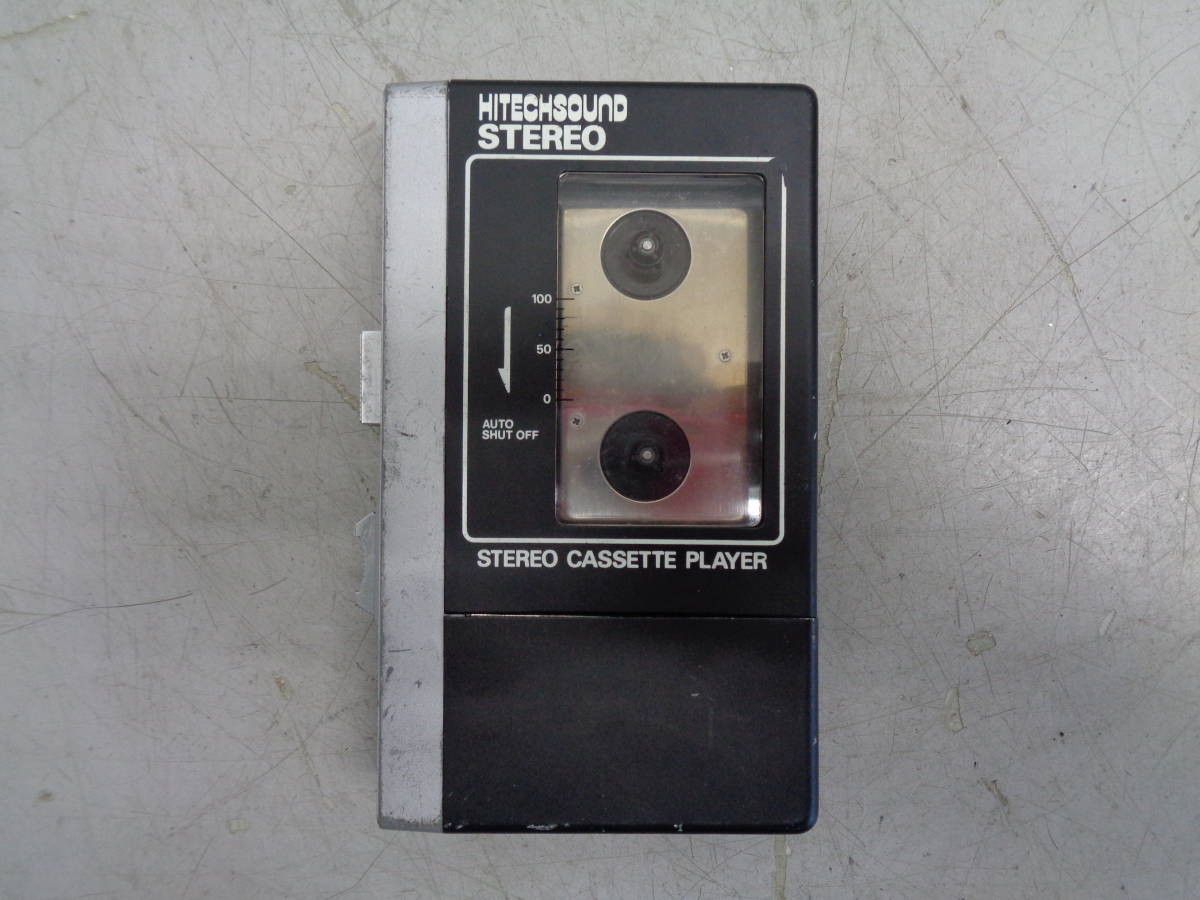 HITECHSOUND
STEREO
100
50
0
AUTO
SHUT OFF
STEREO CASSETTE PLAYER